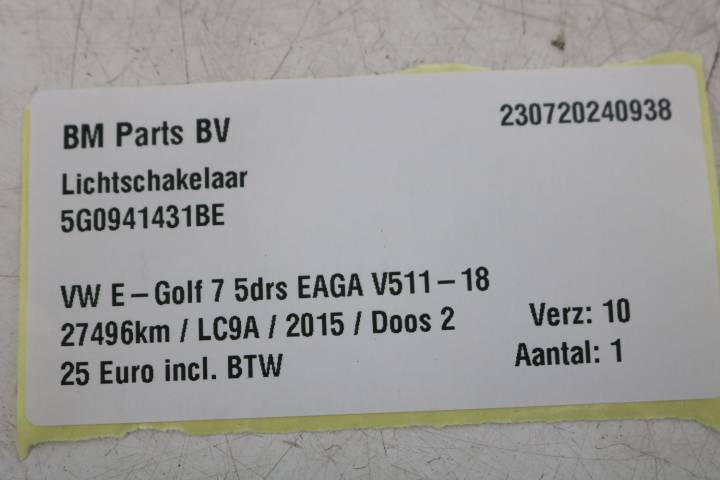 BM Parts BV 230720240938
Lichtschakelaar
5G0941431BE
VW E-Golf 7 5drs EAGA V511-18
27496km / LC9A / 2015 / Doos 2 Verz: 10
25 Euro incl. BTW Aantal: 1